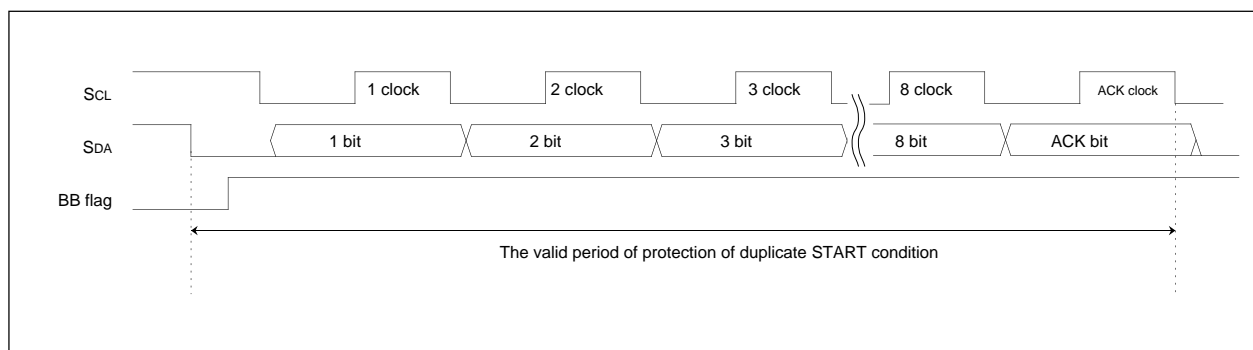 SCL
1 clock 2 clock 3 clock 8 clock ACK clock
SDA
1 bit 2 bit 3 bit 8 bit ACK bit
BB flag
The valid period of protection of duplicate START condition